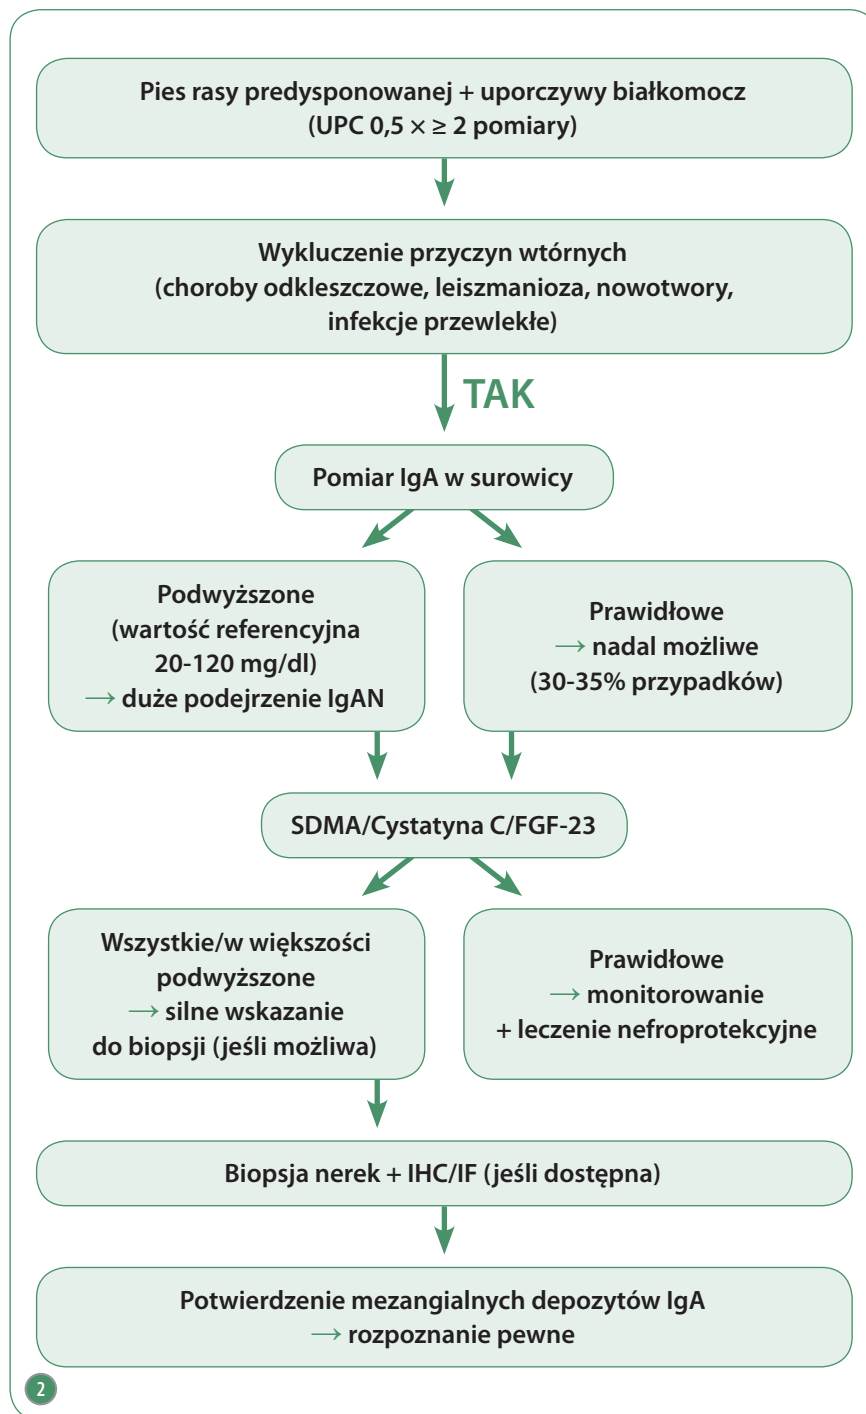 Pies rasy predysponowanej + uporczywy białkomocz
(UPC 0,5 × ≥ 2 pomiary)
Wykluczenie przyczyn wtórnych
(choroby odkleszczowe, leiszmanioza, nowotwory,
infekcje przewlekłe)
TAK
Pomiar IgA w surowicy
Podwyższone
(wartość referencyjna
20-120 mg/dl)
→ duże podejrzenie IgAN
Prawidłowe
→ nadal możliwe
(30-35% przypadków)
SDMA/Cystatyna C/FGF-23
Wszystkie/w większości
podwyższone
→ silne wskazanie
do biopsji (jeśli możliwa)
Prawidłowe
→ monitorowanie
+ leczenie nefroprotekcyjne
Biopsja nerek + IHC/IF (jeśli dostępna)
Potwierdzenie mezangialnych depozytów IgA
→ rozpoznanie pewne
2